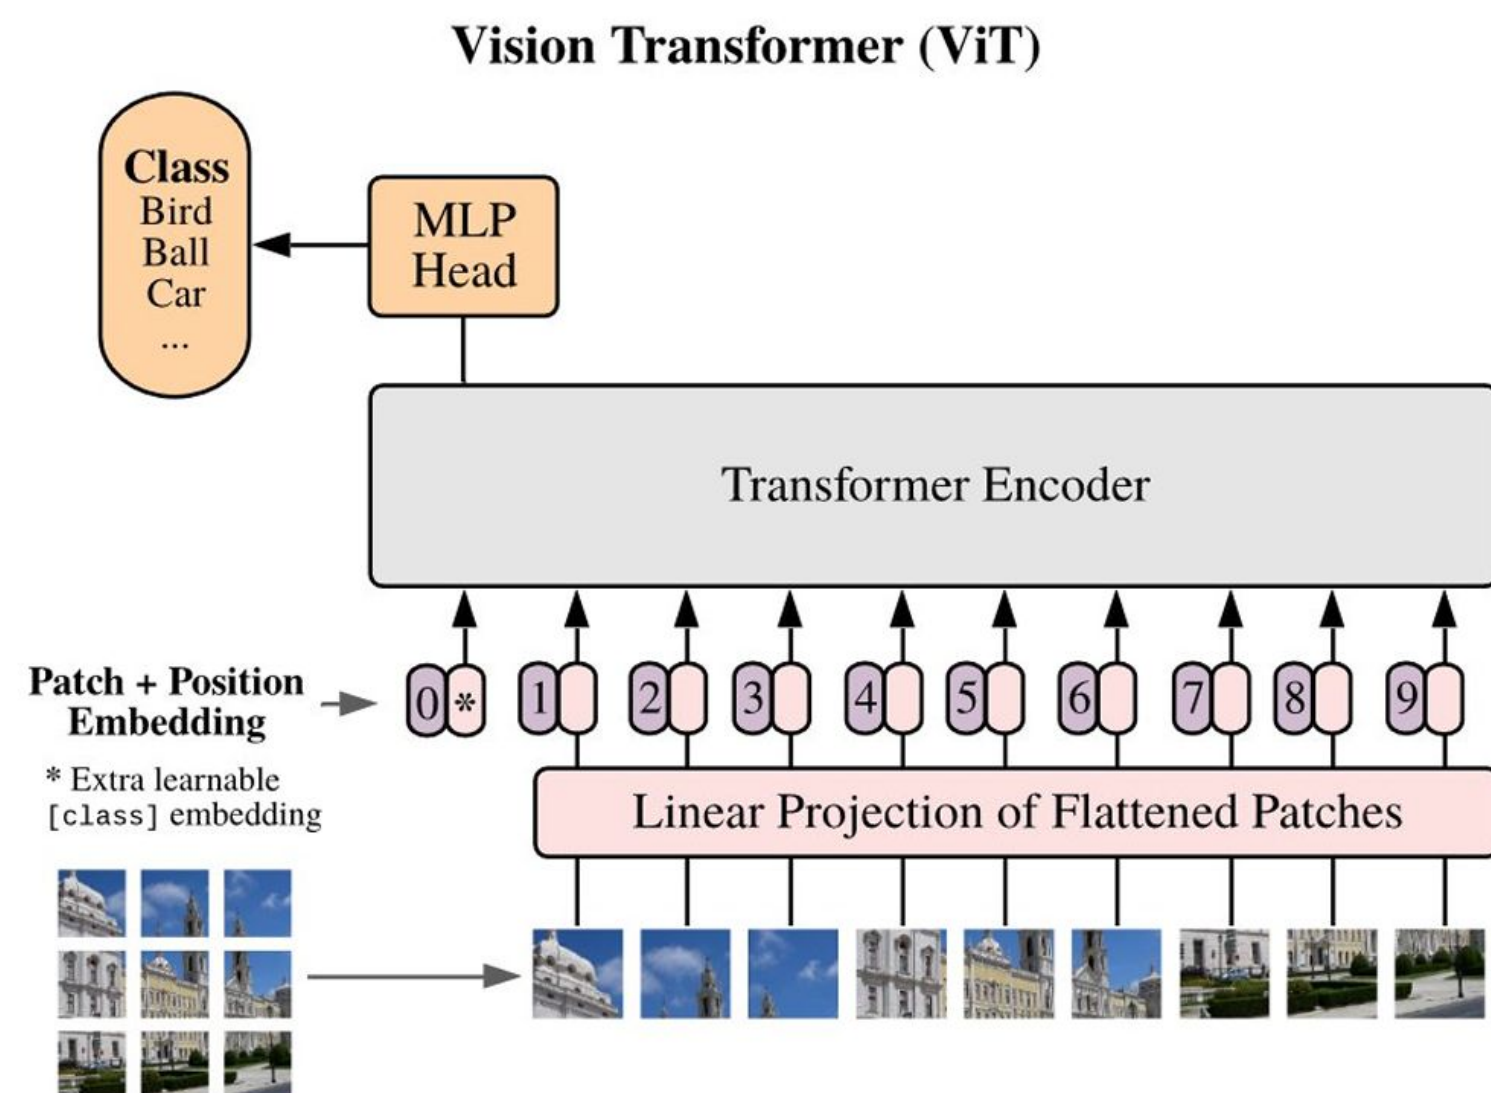 Vision Transformer (ViT)
Class
Bird
Ball
Car
...
MLP
Head
Transformer Encoder
Patch + Position
Embedding
0 * 1 2 3 4 5 6 7 8 9
* Extra learnable
[class] embedding
Linear Projection of Flattened Patches